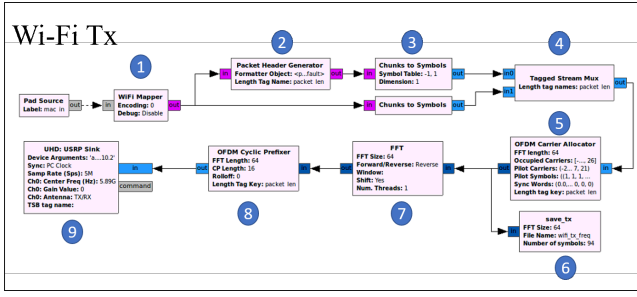 Wi-Fi Tx
1
2
3
4
Packet Header Generator
Formatter Object: <p...fault>
Length Tag Name: packet_len
in
out
Chunks to Symbols
Symbol Table: -1, 1
Dimension: 1
in
out
in0
in1
Tagged Stream Mux
Length tag names: packet_len
out
Pad Source
Label: mac in
out
in
WiFi Mapper
Encoding: 0
Debug: Disable
out
in
Chunks to Symbols
out
5
UHD: USRP Sink
Device Arguments: 'a...10.2'
Sync: PC Clock
Samp Rate (Sps): 5M
Ch0: Center Freq (Hz): 5.89G
Ch0: Gain Value: 0
Ch0: Antenna: TX/RX
TSB tag name:
in
command
out
OFDM Cyclic Prefixer
FFT Length: 64
CP Length: 16
Rolloff: 0
Length Tag Key: packet_len
in
out
FFT
FFT Size: 64
Forward/Reverse: Reverse
Window:
Shift: Yes
Num. Threads: 1
in
out
OFDM Carrier Allocator
FFT length: 64
Occupied Carriers: [-.... 26]
Pilot Carriers: (-2... 7, 21)
Pilot Symbols: ((1, 1, 1, ...
Sync Words: (0.0,... 0, 0, 0)
Length tag key: packet_len
in
9
8
7
in
save_tx
FFT Size: 64
File Name: wifi_tx_freq
Number of symbols: 94
6